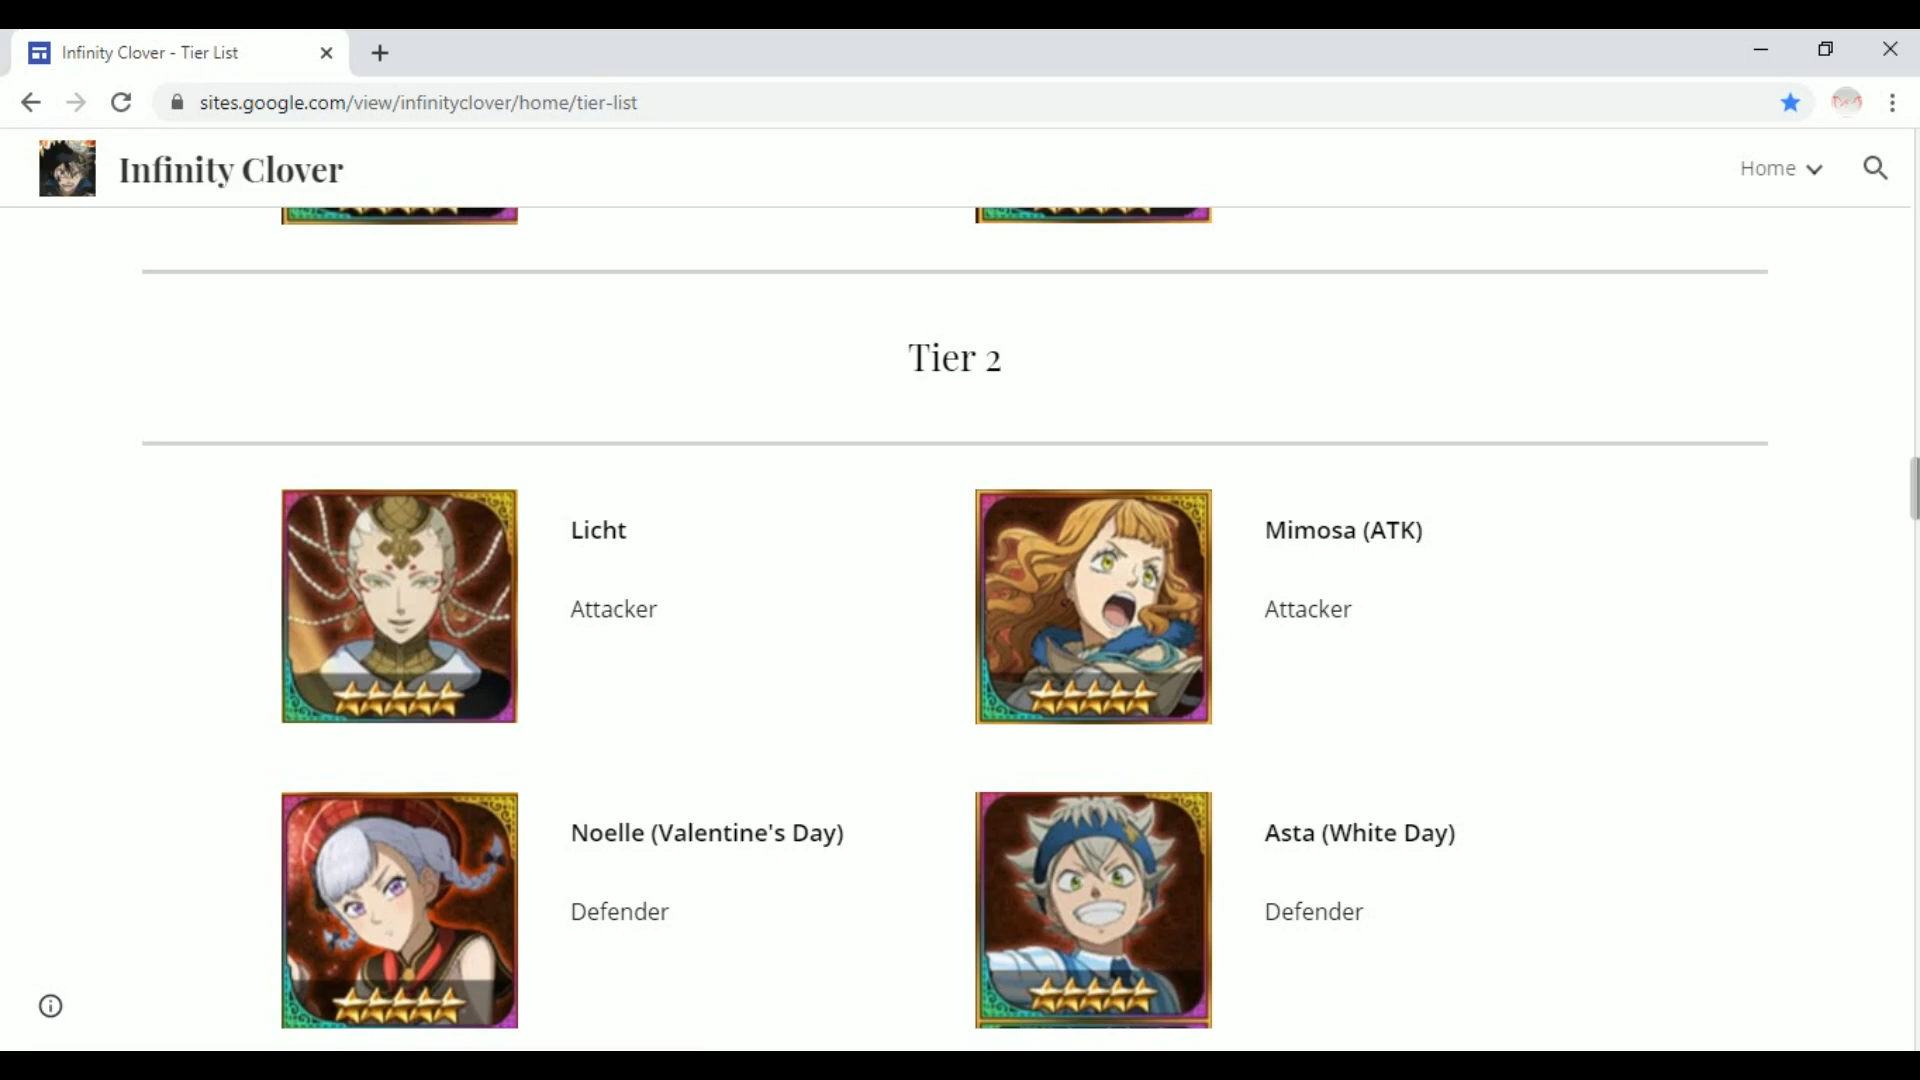 Infinity Clover - Tier List
sites.google.com/view/infinityclover/home/tier-list
Infinity Clover
Home
Tier 2
Licht
Mimosa (ATK)
Attacker
Attacker
Noelle (Valentine's Day)
Asta (White Day)
Defender
Defender